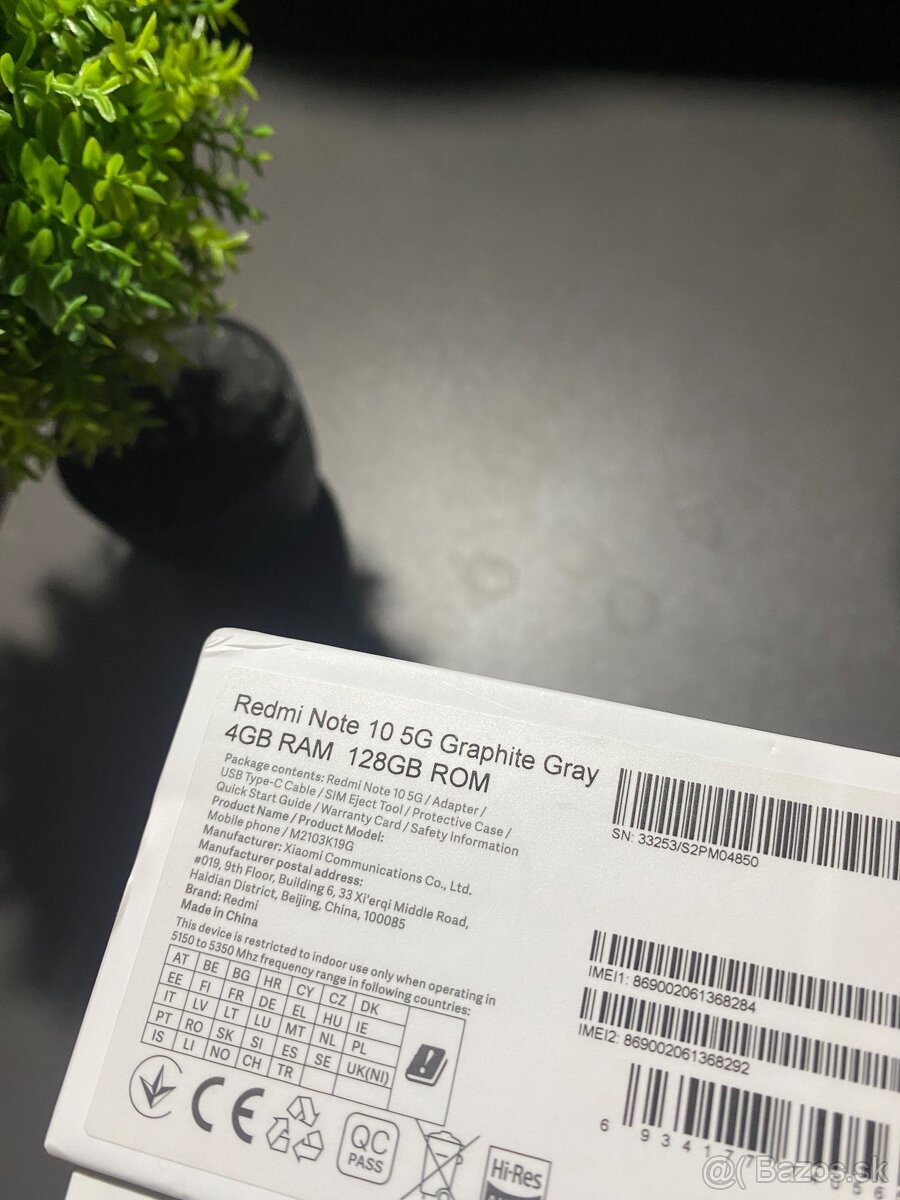 Redmi Note 10 5G Graphite Gray
4GB RAM 128GB ROM
Package contents: Redmi Note 10 5G / Adapter /
USB Type-C Cable / SIM Eject Tool / Protective Case /
Quick Start Guide / Warranty Card / Safety Information
Product Name / Product Model:
Mobile phone / M2103K19G
Manufacturer: Xiaomi Communications Co., Ltd.
Manufacturer postal address:
#019, 9th Floor, Building 6, 33 Xi'erqi Middle Road,
Haidian District, Beijing, China, 100085
Brand: Redmi
Made in China
This device is restricted to indoor use only when operating in
5150 to 5350 Mhz frequency range in following countries:
AT BE BG HR CY CZ DK
EE FI FR DE EL HU IE
IT LV LT LU MT NL PL
PT RO SK SI ES SE UK(NI)
IS LI NO CH TR
CE
QC
PASS
Hi-Res
SN: 33253/S2PM04850
IMEI1: 869002061368284
IMEI2: 869002061368292
6 934177
@( Bazos.sk